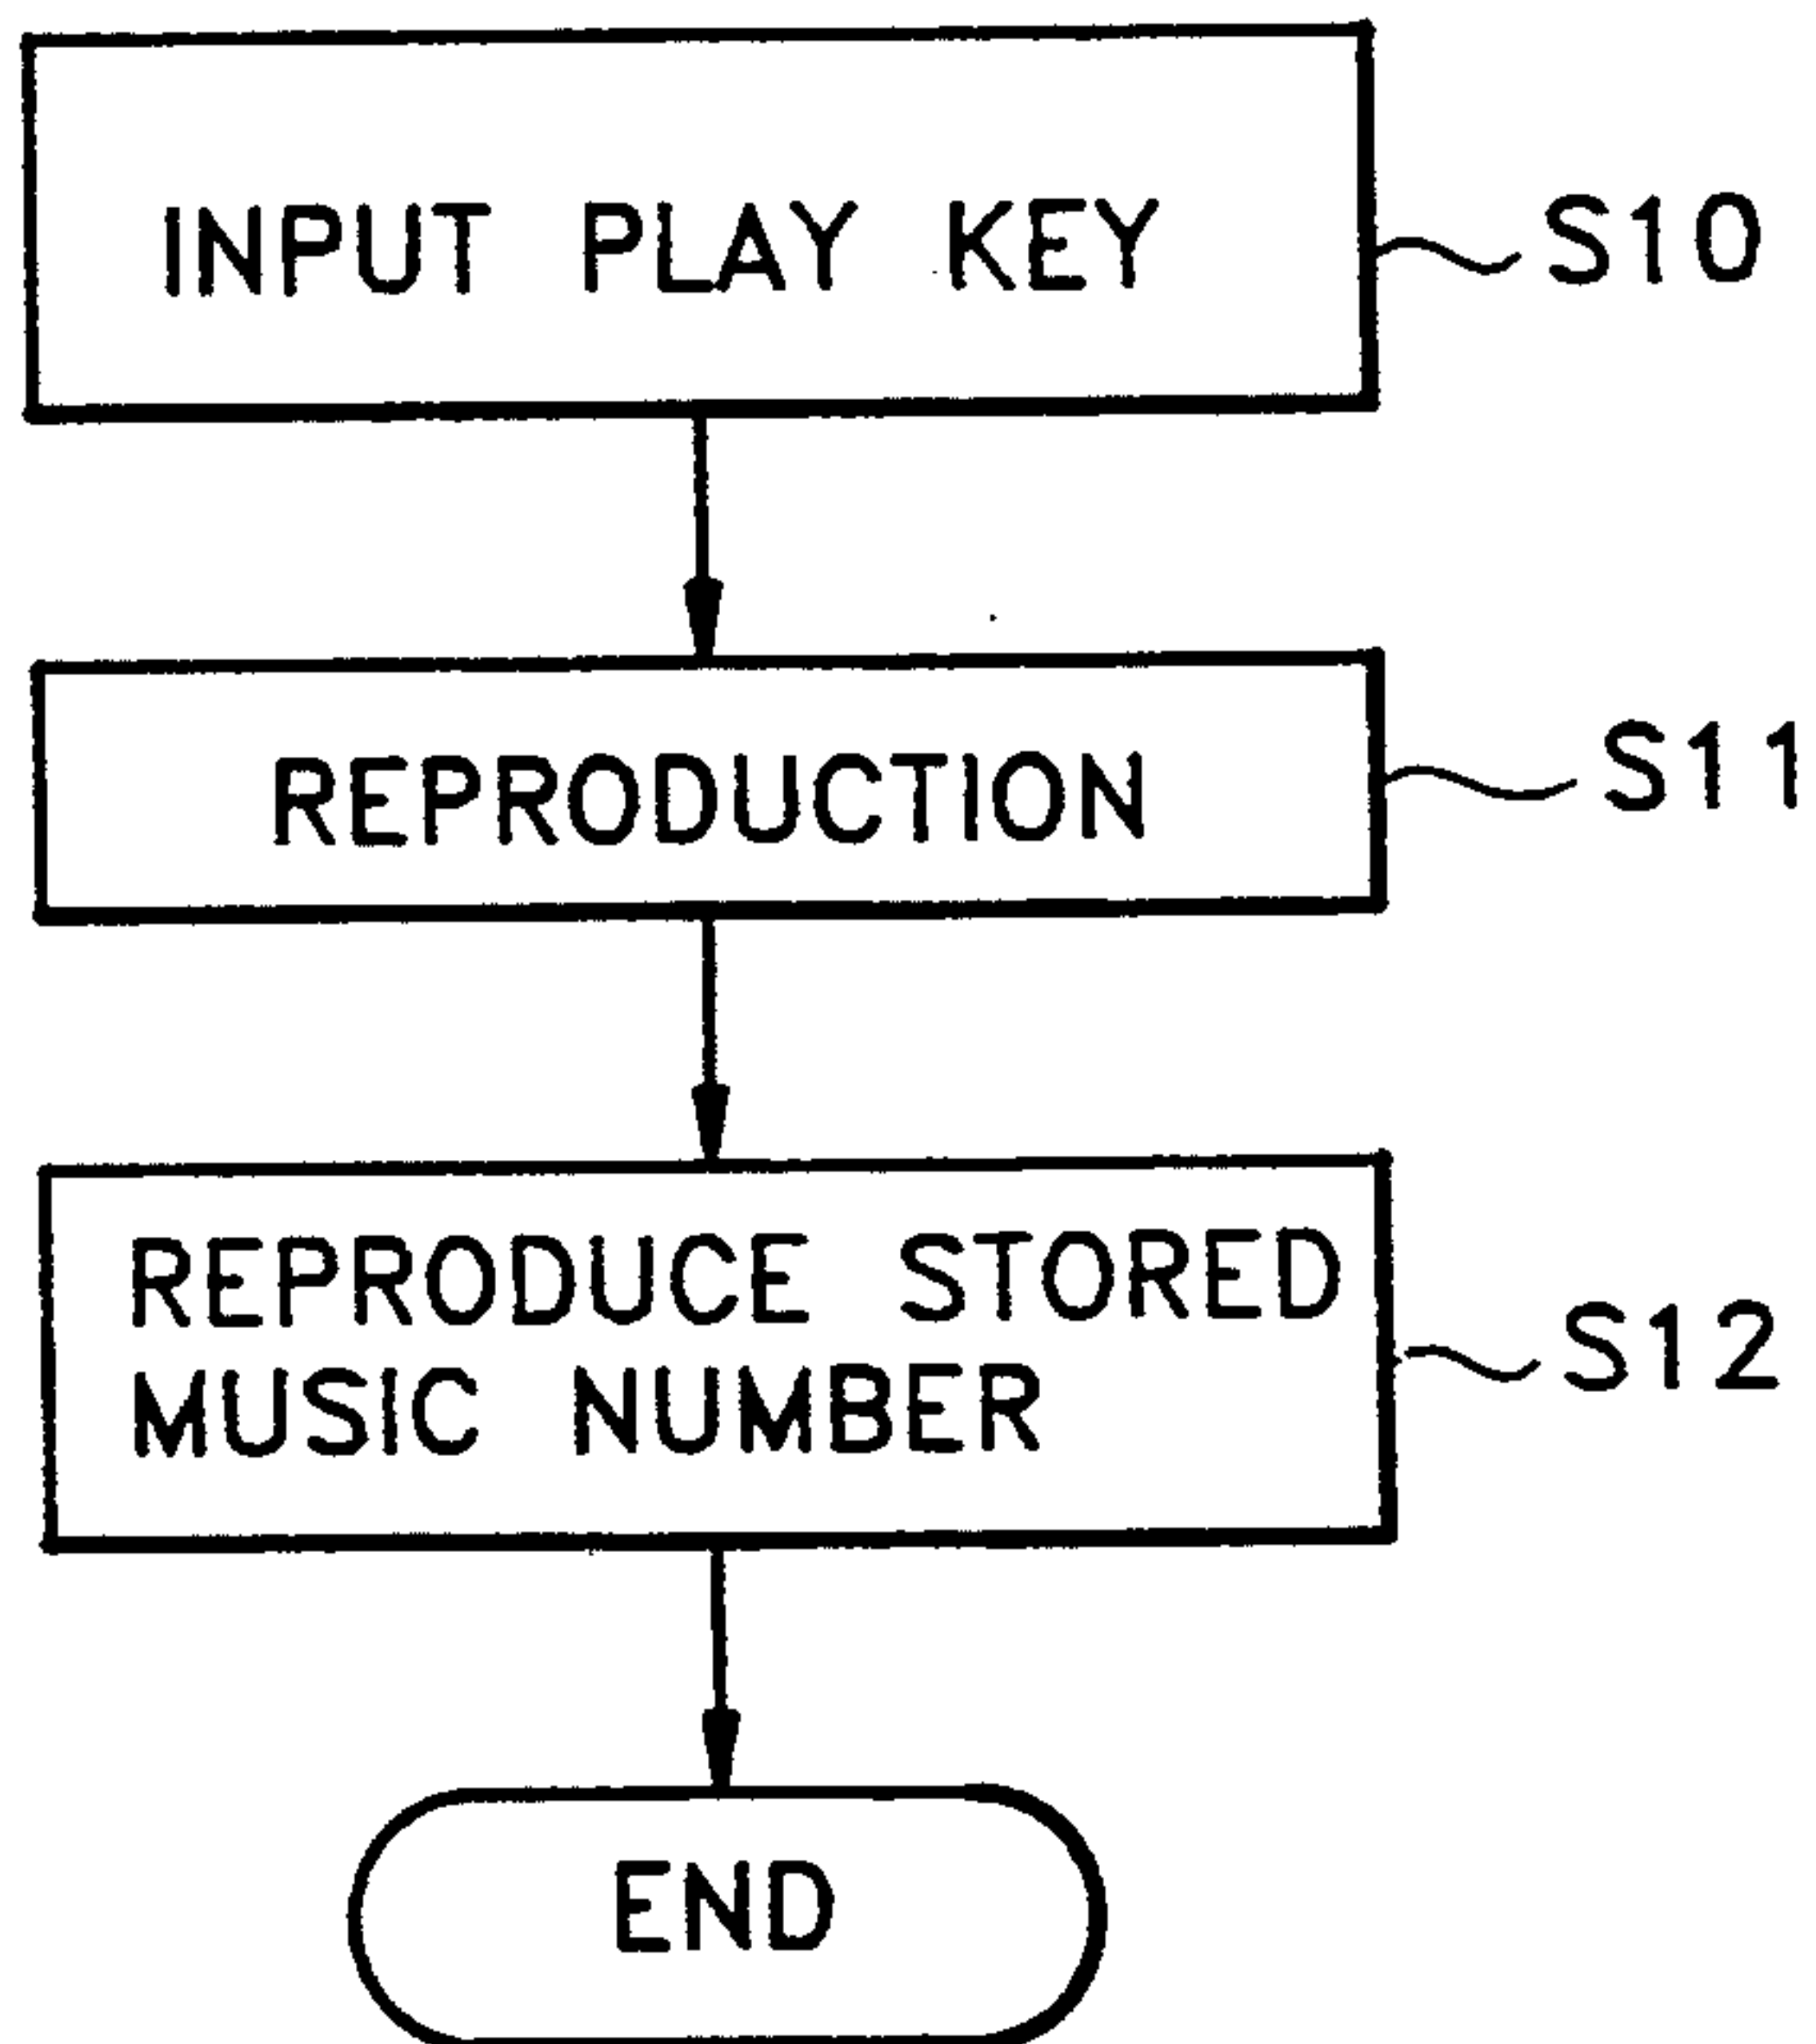 INPUT PLAY KEY
S10
REPRODUCTION
S11
REPRODUCE STORED
MUSIC NUMBER
S12
END